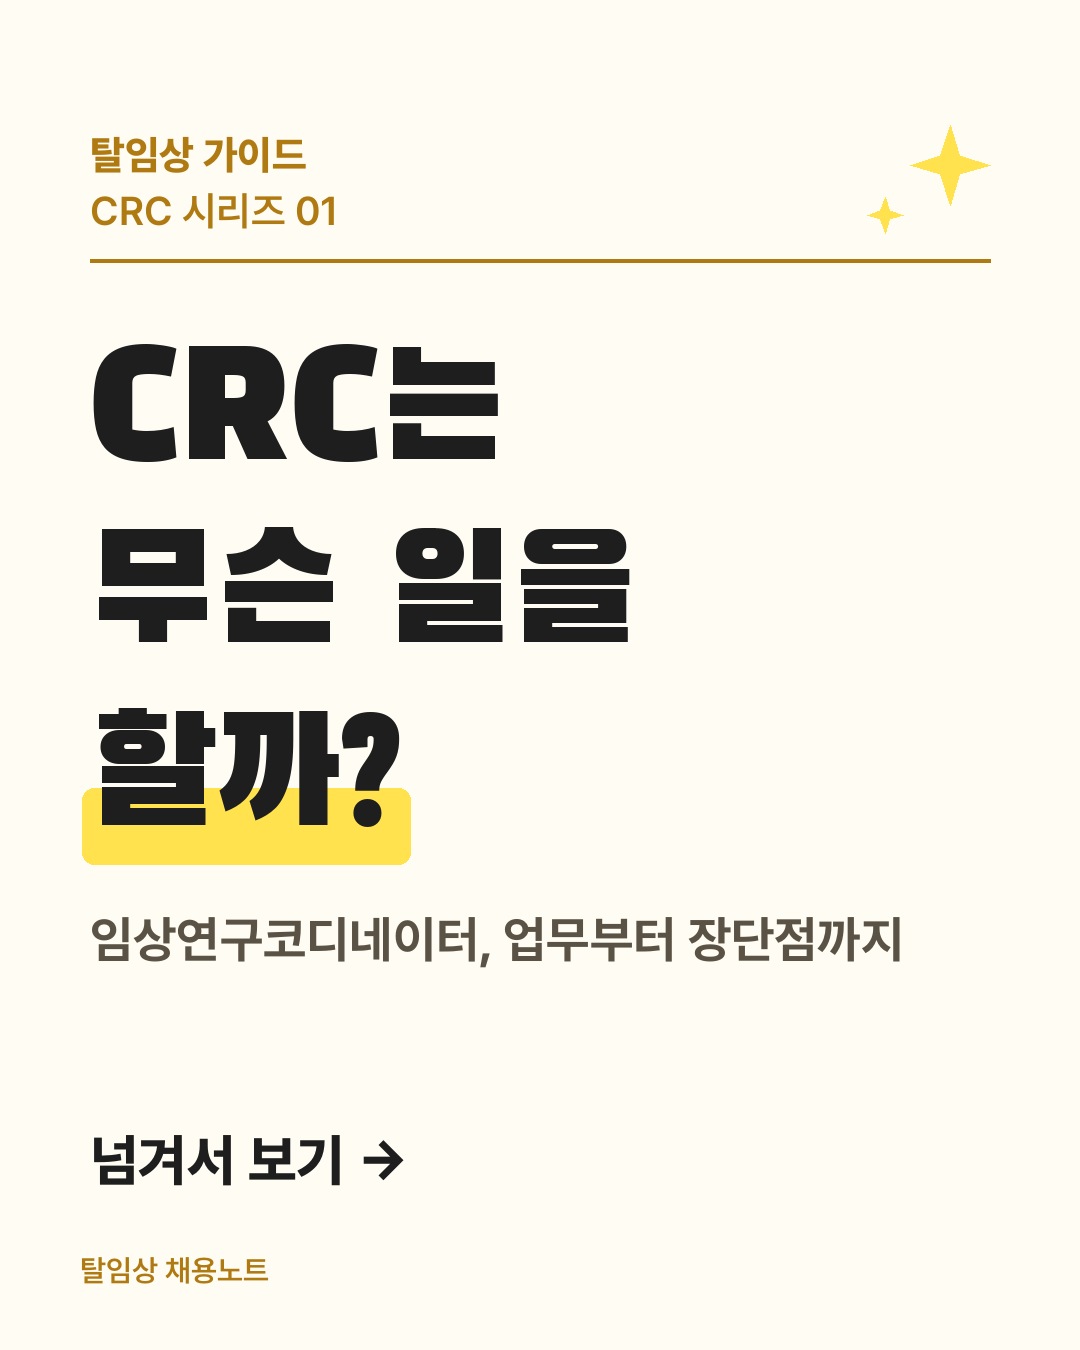 탈임상 가이드
CRC 시리즈 01
CRC는
무슨 일을
할까?
임상연구코디네이터, 업무부터 장단점까지
넘겨서 보기 →
탈임상 채용노트